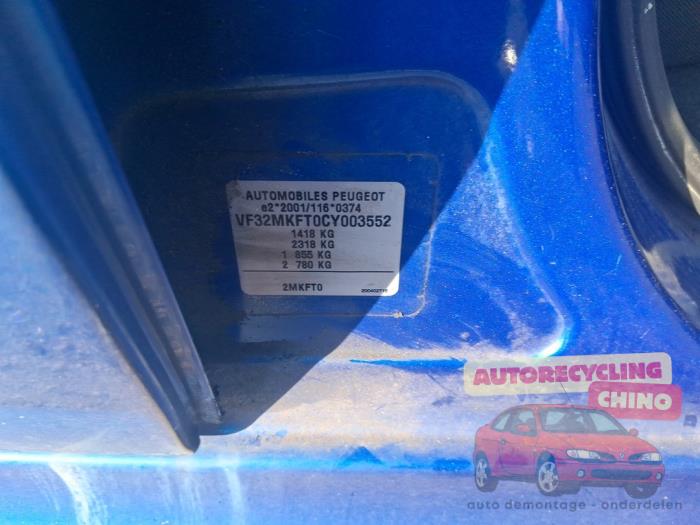 AUTOMOBILES PEUGEOT
e2*2001/116*0374
VF32MKFT0CY003552
1418 KG
2318 KG
1 855 KG
2 780 KG
2MKFT0
AUTORECYCLING
CHINO
auto demontage - onderdelen